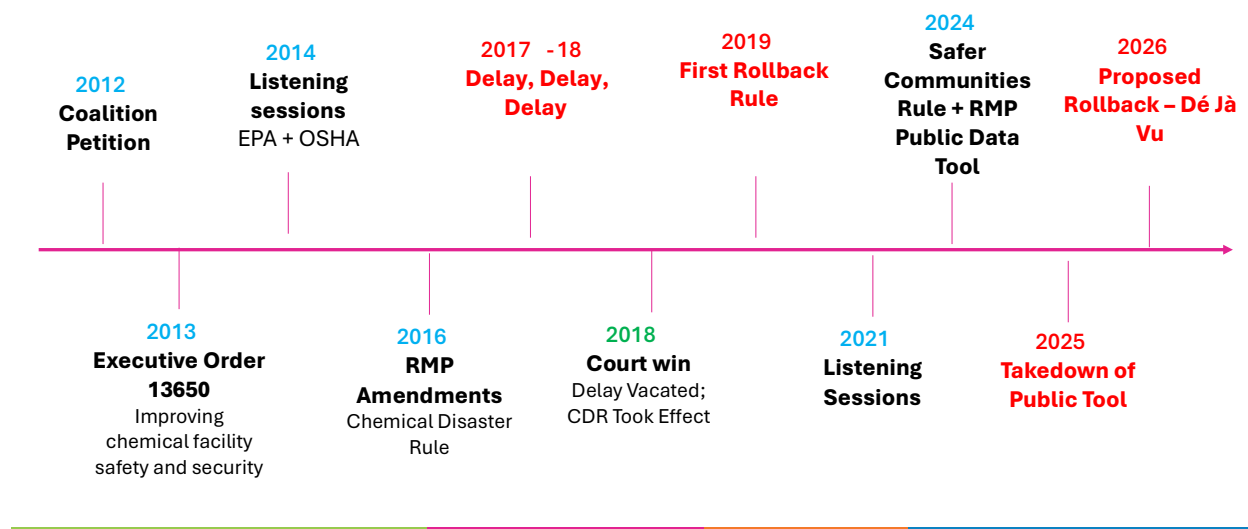 2012
Coalition
Petition
2013
Executive Order
13650
Improving
chemical facility
safety and security
2014
Listening
sessions
EPA + OSHA
2016
RMP
Amendments
Chemical Disaster
Rule
2017 -18
Delay, Delay,
Delay
2018
Court win
Delay Vacated;
CDR Took Effect
2019
First Rollback
Rule
2021
Listening
Sessions
2024
Safer
Communities
Rule + RMP
Public Data
Tool
2025
Takedown of
Public Tool
2026
Proposed
Rollback – Dé Jà
Vu